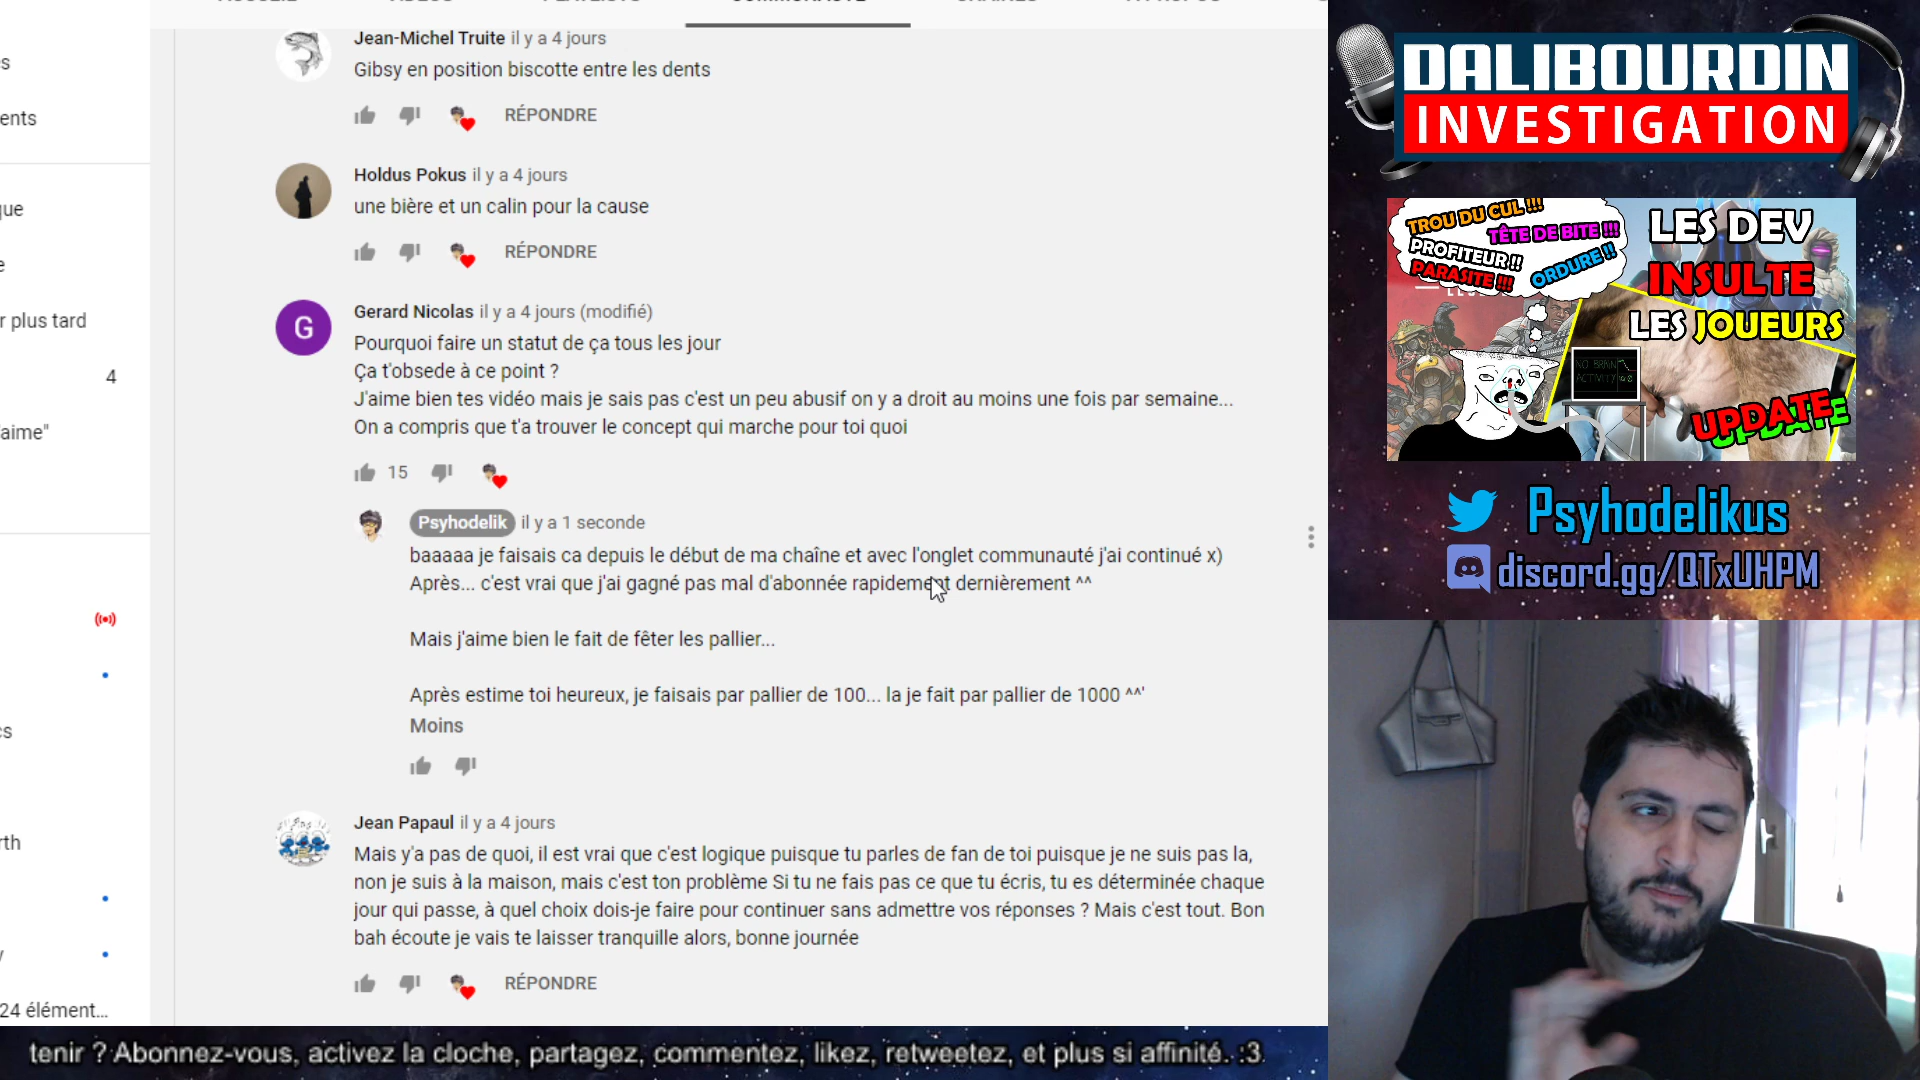 s
ents
que
e
r plus tard
4
aime"
cs
rth
y
24 élément...
Jean-Michel Truite il y a 4 jours
Gibsy en position biscotte entre les dents
RÉPONDRE
Holdus Pokus il y a 4 jours
une bière et un calin pour la cause
RÉPONDRE
G
Gerard Nicolas il y a 4 jours (modifié)
Pourquoi faire un statut de ça tous les jour
Ça t'obsede à ce point ?
J'aime bien tes vidéo mais je sais pas c'est un peu abusif on y a droit au moins une fois par semaine...
On a compris que t'a trouver le concept qui marche pour toi quoi
15
Psyhodelik il y a 1 seconde
baaaaa je faisais ca depuis le début de ma chaîne et avec l'onglet communauté j'ai continué x)
Après... c'est vrai que j'ai gagné pas mal d'abonnée rapidement dernièrement ^^
Mais j'aime bien le fait de fêter les pallier...
Après estime toi heureux, je faisais par pallier de 100... la je fait par pallier de 1000 ^^'
Moins
Jean Papaul il y a 4 jours
Mais y'a pas de quoi, il est vrai que c'est logique puisque tu parles de fan de toi puisque je ne suis pas la,
non je suis à la maison, mais c'est ton problème Si tu ne fais pas ce que tu écris, tu es déterminée chaque
jour qui passe, à quel choix dois-je faire pour continuer sans admettre vos réponses ? Mais c'est tout. Bon
bah écoute je vais te laisser tranquille alors, bonne journée
RÉPONDRE
tenir ? Abonnez-vous, activez la cloche, partagez, commentez, likez, retweetez, et plus si affinité. :3
DALIBOURDIN
INVESTIGATION
TROU DU CUL !!!
TÊTE DE BITE !!!
PROFITEUR !!
PARASITE !!!
ORDURE !!
LES DEV
INSULTE
LES JOUEURS
NO BRAIN
ACTIVITY
UPDATE
Psyhodelikus
discord.gg/QTxUHPM